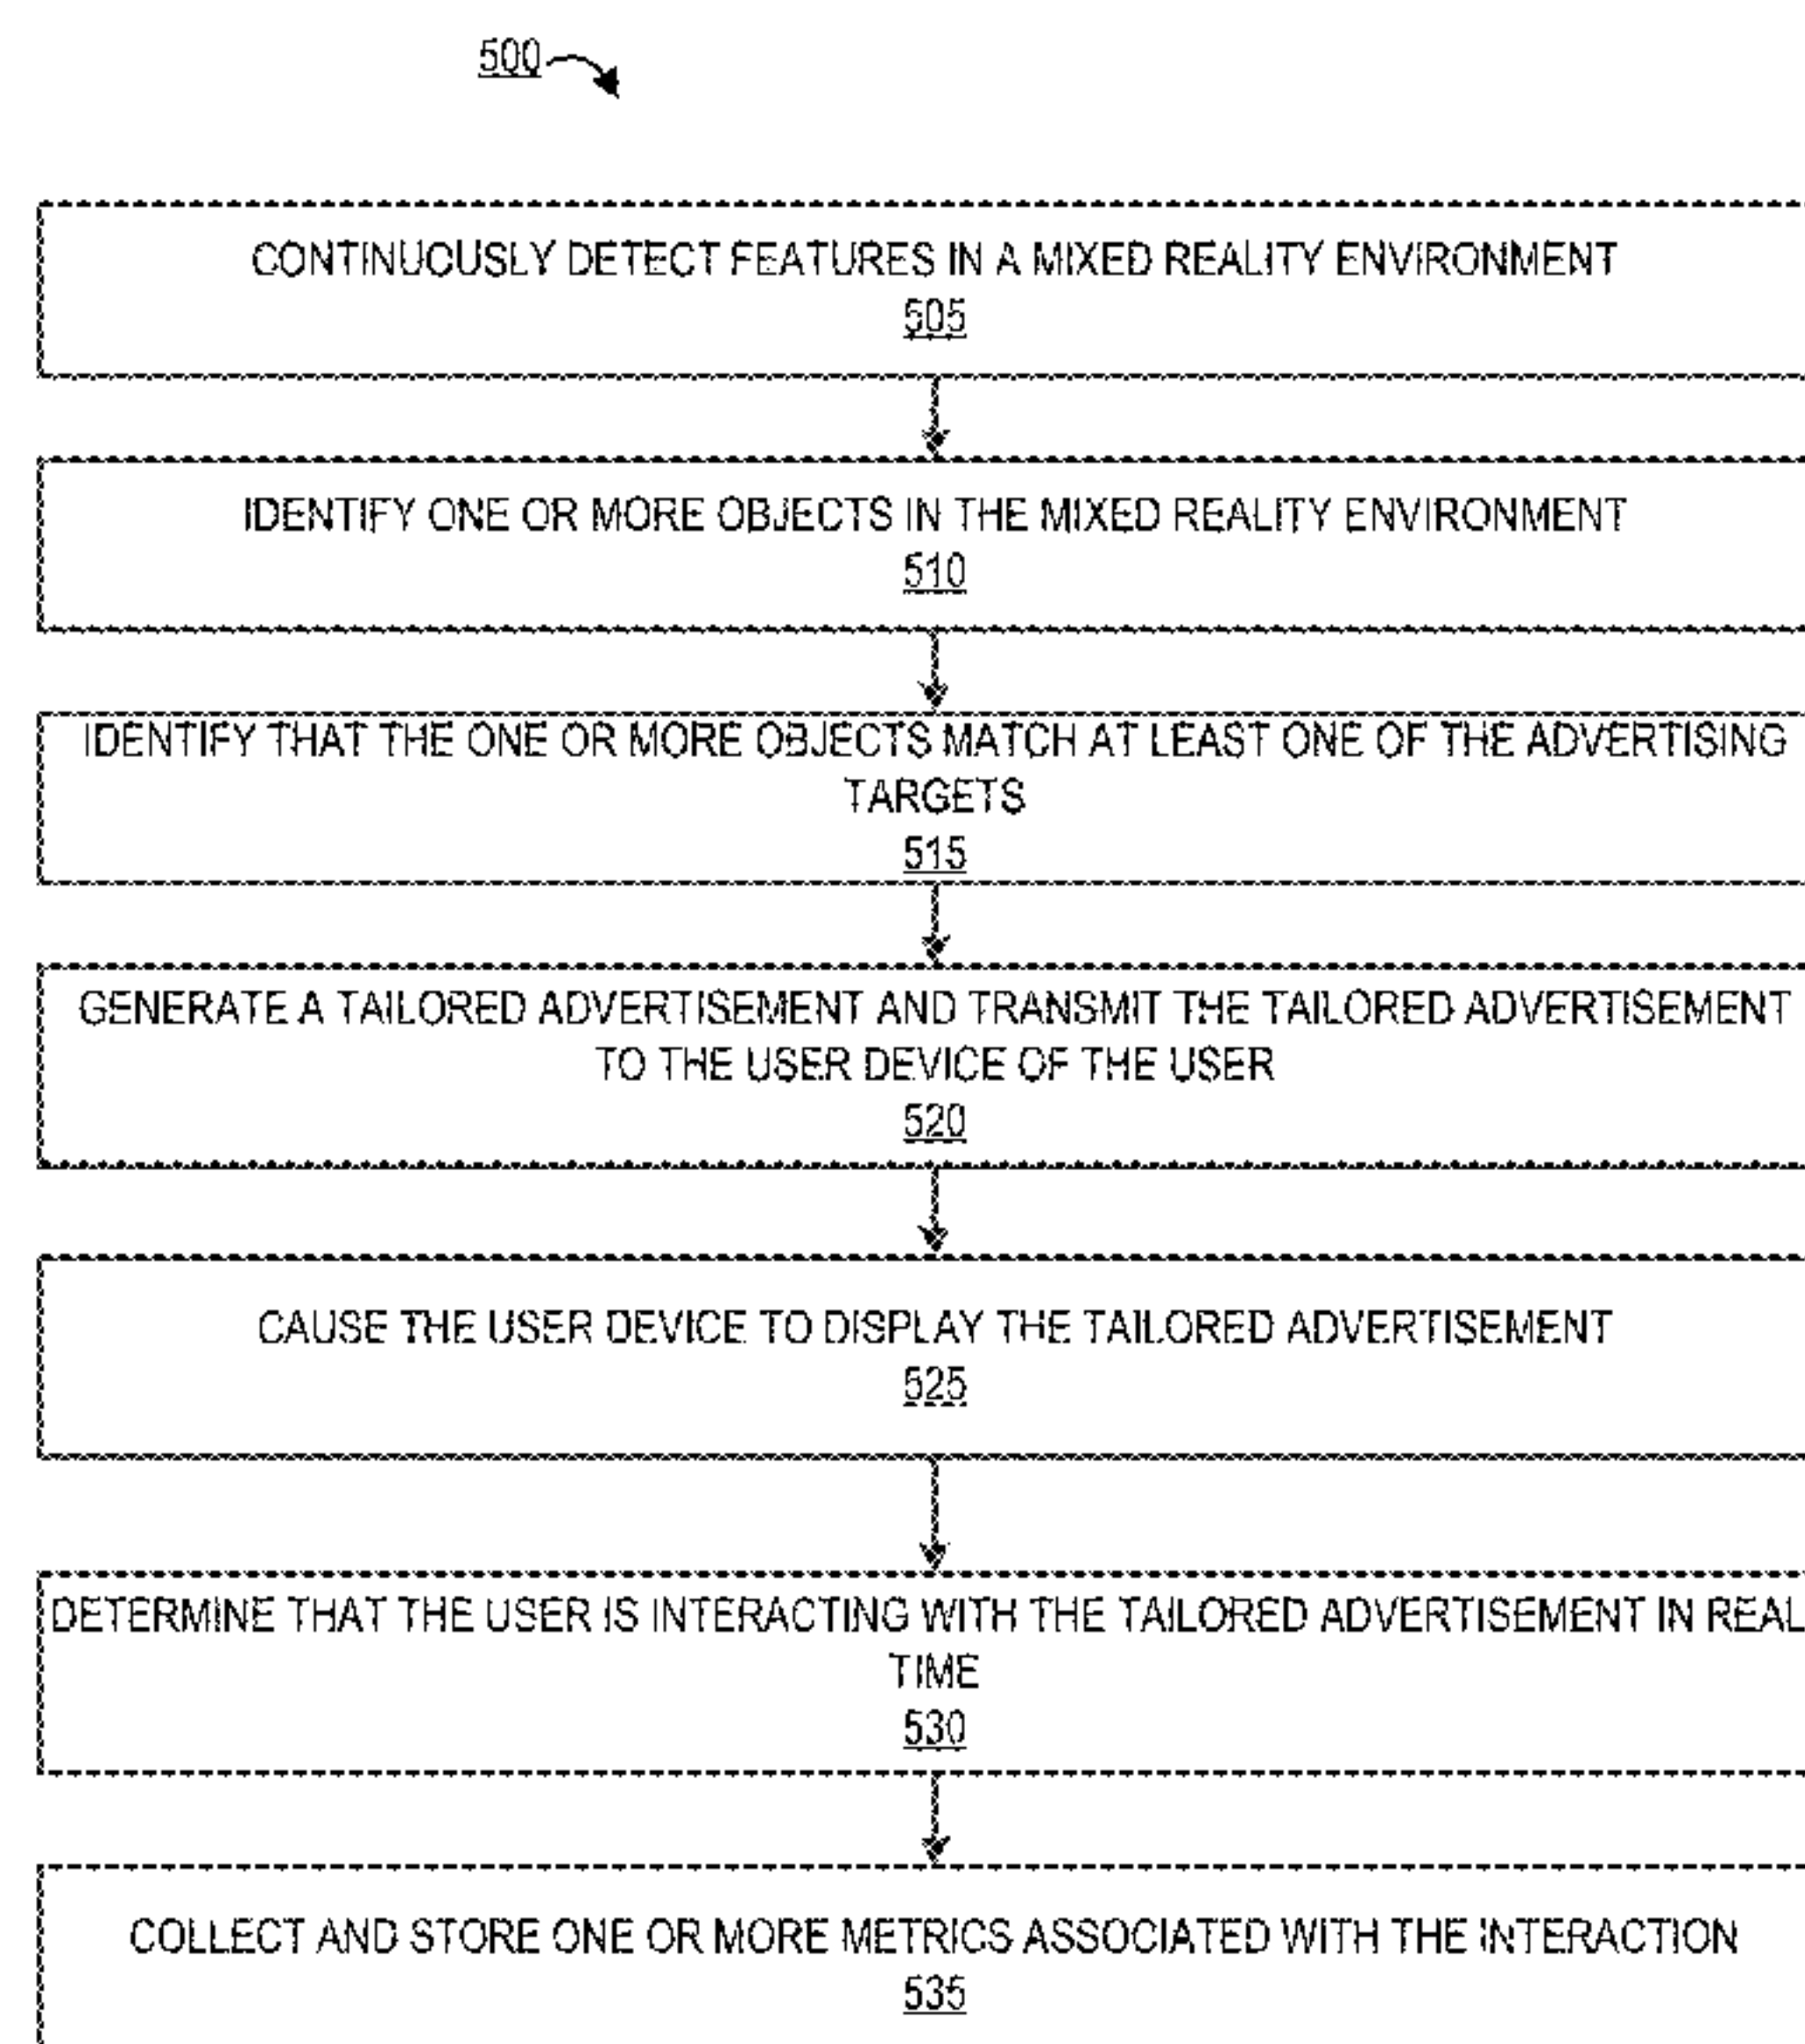 500
CONTINUOUSLY DETECT FEATURES IN A MIXED REALITY ENVIRONMENT
505
IDENTIFY ONE OR MORE OBJECTS IN THE MIXED REALITY ENVIRONMENT
510
IDENTIFY THAT THE ONE OR MORE OBJECTS MATCH AT LEAST ONE OF THE ADVERTISING
TARGETS
515
GENERATE A TAILORED ADVERTISEMENT AND TRANSMIT THE TAILORED ADVERTISEMENT
TO THE USER DEVICE OF THE USER
520
CAUSE THE USER DEVICE TO DISPLAY THE TAILORED ADVERTISEMENT
525
DETERMINE THAT THE USER IS INTERACTING WITH THE TAILORED ADVERTISEMENT IN REAL
TIME
530
COLLECT AND STORE ONE OR MORE METRICS ASSOCIATED WITH THE INTERACTION
535